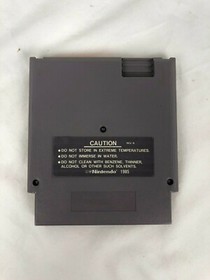 CAUTION
• DO NOT STORE IN EXTREME TEMPERATURES.
• DO NOT IMMERSE IN WATER.
• DO NOT CLEAN WITH BENZENE, THINNER,
ALCOHOL OR OTHER SUCH SOLVENTS.
Nintendo 1985